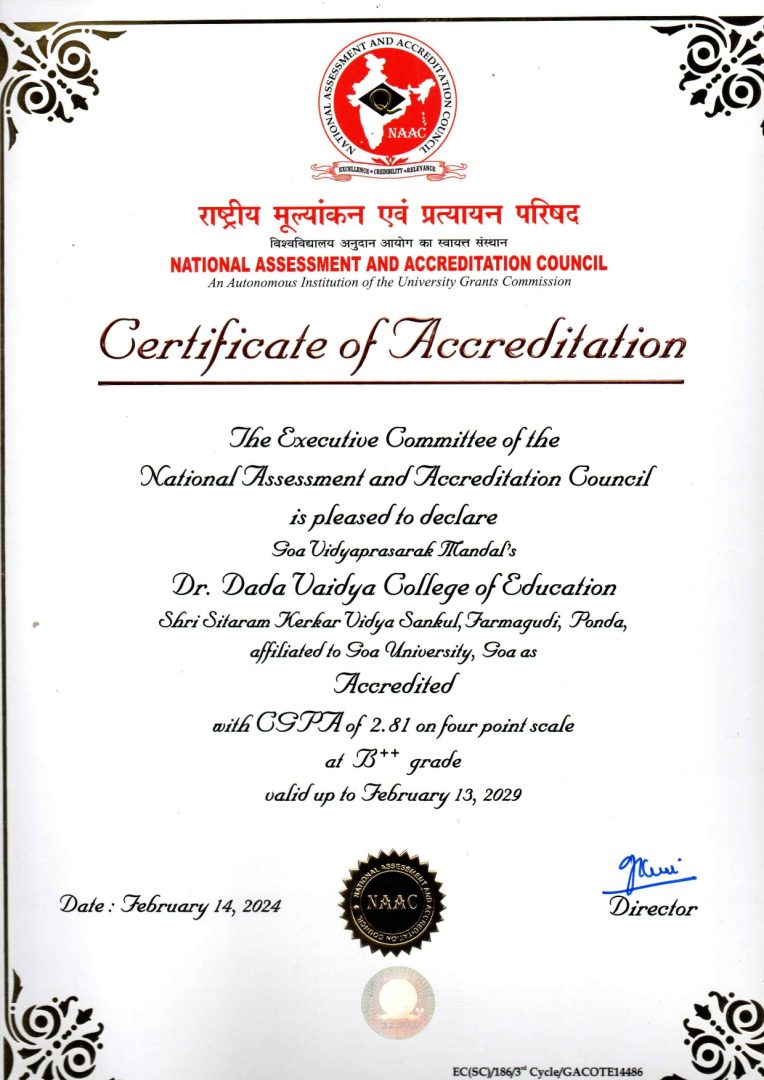 NATIONAL ASSESSMENT AND ACCREDITATION COUNCIL
NAAC
EXCELLENCE • CREDIBILITY • RELEVANCE
राष्ट्रीय मूल्यांकन एवं प्रत्यायन परिषद
विश्वविद्यालय अनुदान आयोग का स्वायत्त संस्थान
NATIONAL ASSESSMENT AND ACCREDITATION COUNCIL
An Autonomous Institution of the University Grants Commission
Certificate of Accreditation
The Executive Committee of the
National Assessment and Accreditation Council
is pleased to declare
Goa Vidyaprasarak Mandal's
Dr. Dada Vaidya College of Education
Shri Sitaram Kerkar Vidya Sankul, Farmagudi, Ponda,
affiliated to Goa University, Goa as
Accredited
with CGPA of 2.81 on four point scale
at B++ grade
valid up to February 13, 2029
Date : February 14, 2024
NATIONAL ASSESSMENT AND ACCREDITATION COUNCIL
NAAC
Director
EC(SC)/186/3rd Cycle/GACOTE14486